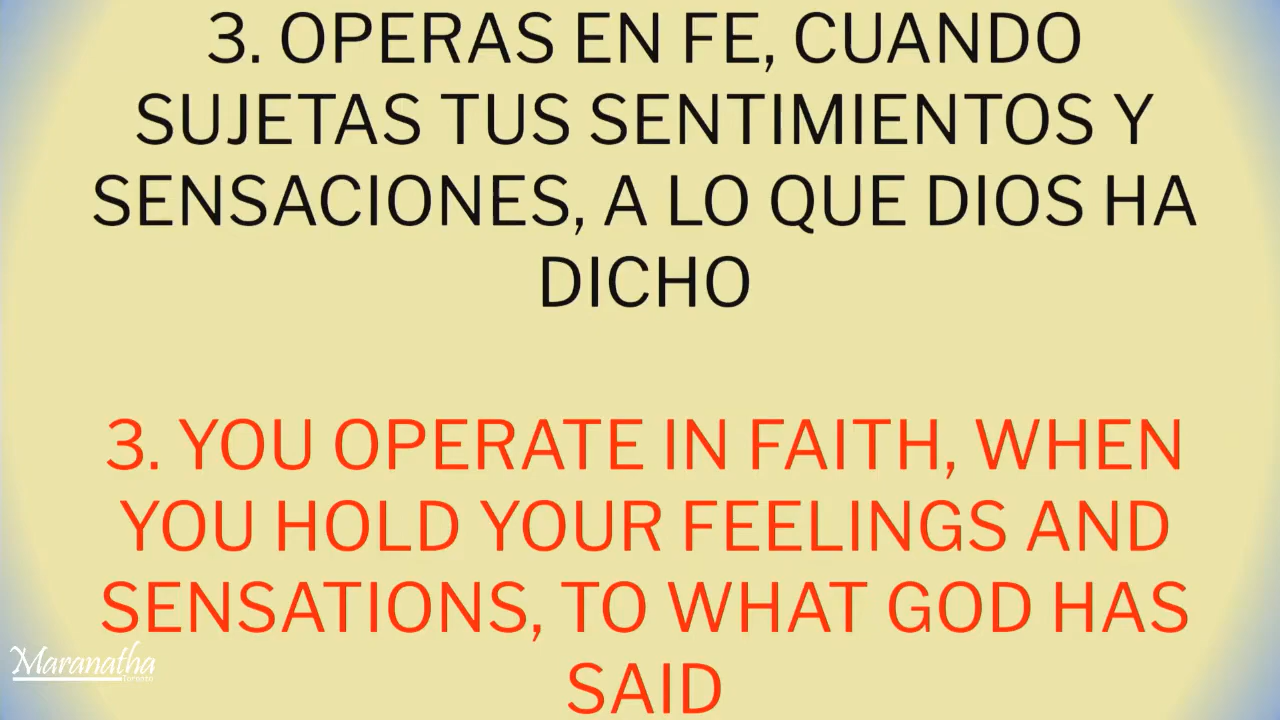 3. OPERAS EN FE, CUANDO
SUJETAS TUS SENTIMIENTOS Y
SENSACIONES, A LO QUE DIOS HA
DICHO
3. YOU OPERATE IN FAITH, WHEN
YOU HOLD YOUR FEELINGS AND
SENSATIONS, TO WHAT GOD HAS
SAID
Maranatha
Toronto